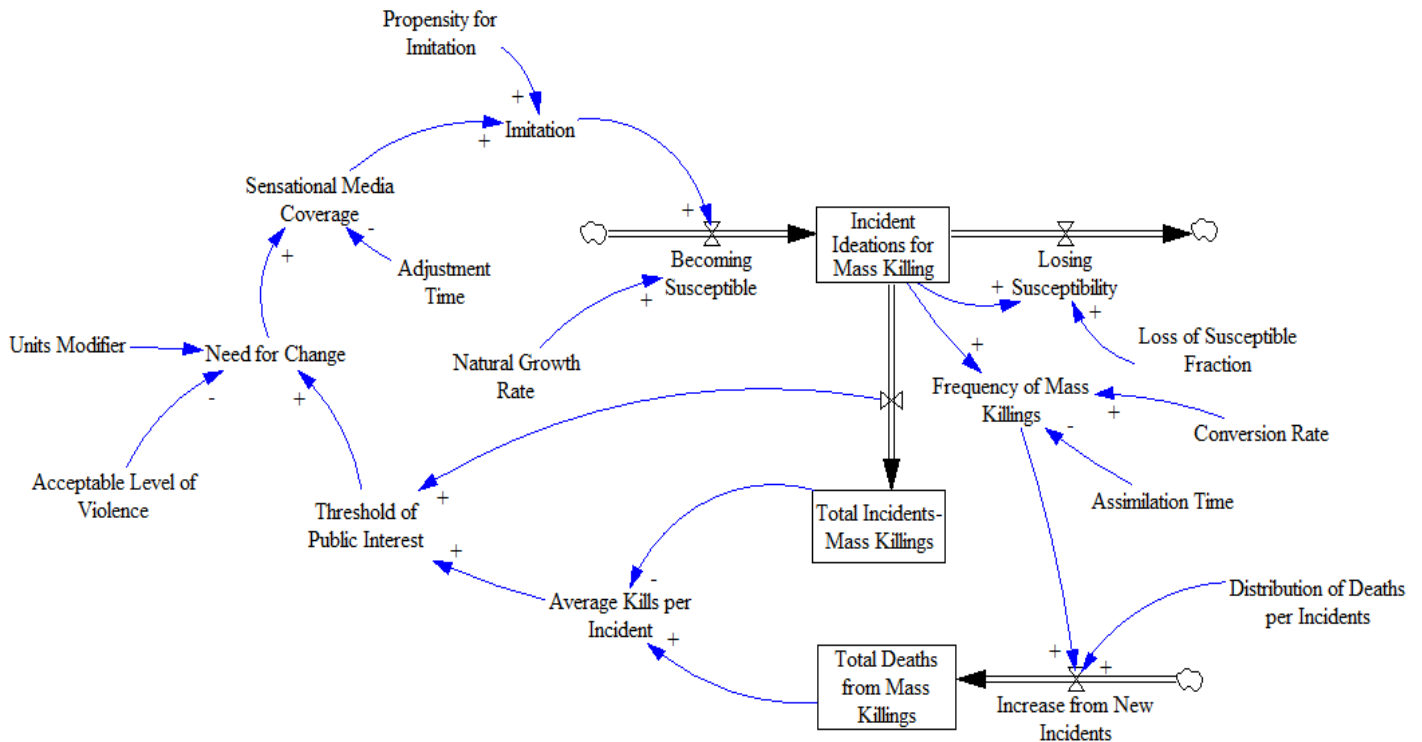 Propensity for
Imitation
+
Imitation
+
Sensational Media
Coverage
-
+
Adjustment
Time
+
Becoming
Susceptible
+
Incident
Ideations for
Mass Killing
Losing
Susceptibility
+
+
Loss of Susceptible
Fraction
Units Modifier
Need for Change
-
+
Natural Growth
Rate
+
Frequency of Mass
Killings
+
-
Conversion Rate
Acceptable Level of
Violence
Threshold of
Public Interest
+
+
Total Incidents-
Mass Killings
Assimilation Time
Average Kills per
Incident
-
+
Distribution of Deaths
per Incidents
Total Deaths
from Mass
Killings
+
+
Increase from New
Incidents